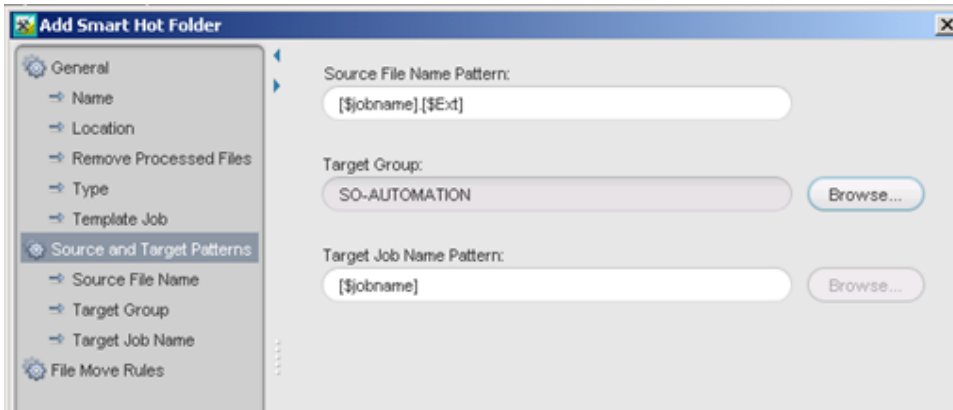 Add Smart Hot Folder
General
Name
Location
Remove Processed Files
Type
Template Job
Source and Target Patterns
Source File Name
Target Group
Target Job Name
File Move Rules
Source File Name Pattern:
[$jobname].[$Ext]
Target Group:
SO-AUTOMATION
Browse...
Target Job Name Pattern:
[$jobname]
Browse...